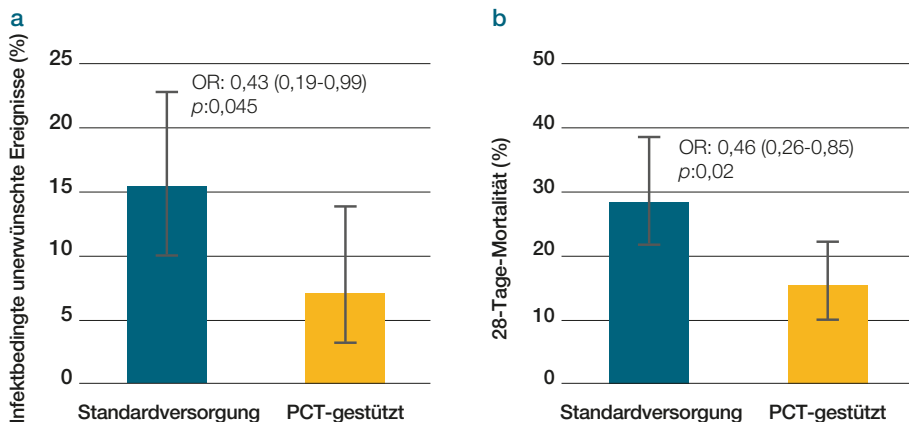 a
Infektbedingte unerwünschte Ereignisse (%)
25
20
15
10
5
0
OR: 0,43 (0,19-0,99)
p:0,045
Standardversorgung
PCT-gestützt
b
28-Tage-Mortalität (%)
50
40
30
20
10
0
OR: 0,46 (0,26-0,85)
p:0,02
Standardversorgung
PCT-gestützt